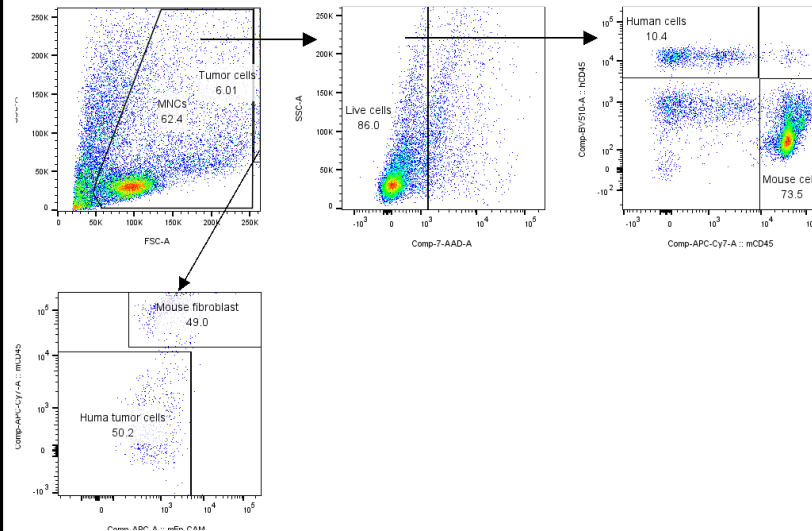 250K
200K
150K
100K
50K
0
Tumor cells
6.01
MNCs
62.4
0
50K
100K
150K
200K
250K
FSC-A
SSC-A
250K
200K
150K
100K
50K
0
Live cells
86.0
-10³
0
10³
10⁴
10⁵
Comp-7-AAD-A
Comp-BV510-A :: hCD45
10⁵
10⁴
10³
10²
0
-10²
Human cells
10.4
Mouse cel
73.5
-10³
0
10³
10⁴
Comp-APC-Cy7-A :: mCD45
Comp-APC-Cy7-A :: mCD45
10⁵
10⁴
10³
0
-10³
Mouse fibroblast
49.0
Huma tumor cells
50.2
0
10³
10⁴
10⁵
Comp-APC-A :: mEp-CAM